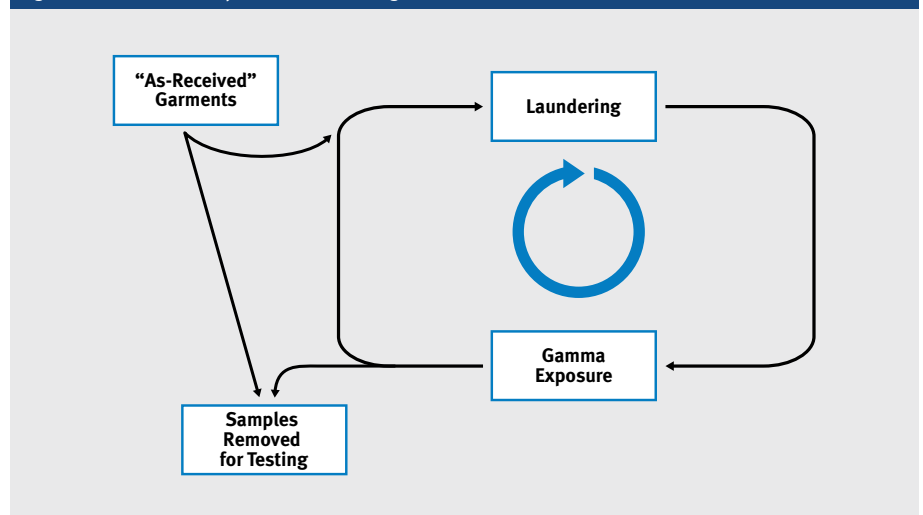 “As-Received”
Garments
Laundering
Gamma
Exposure
Samples
Removed
for Testing